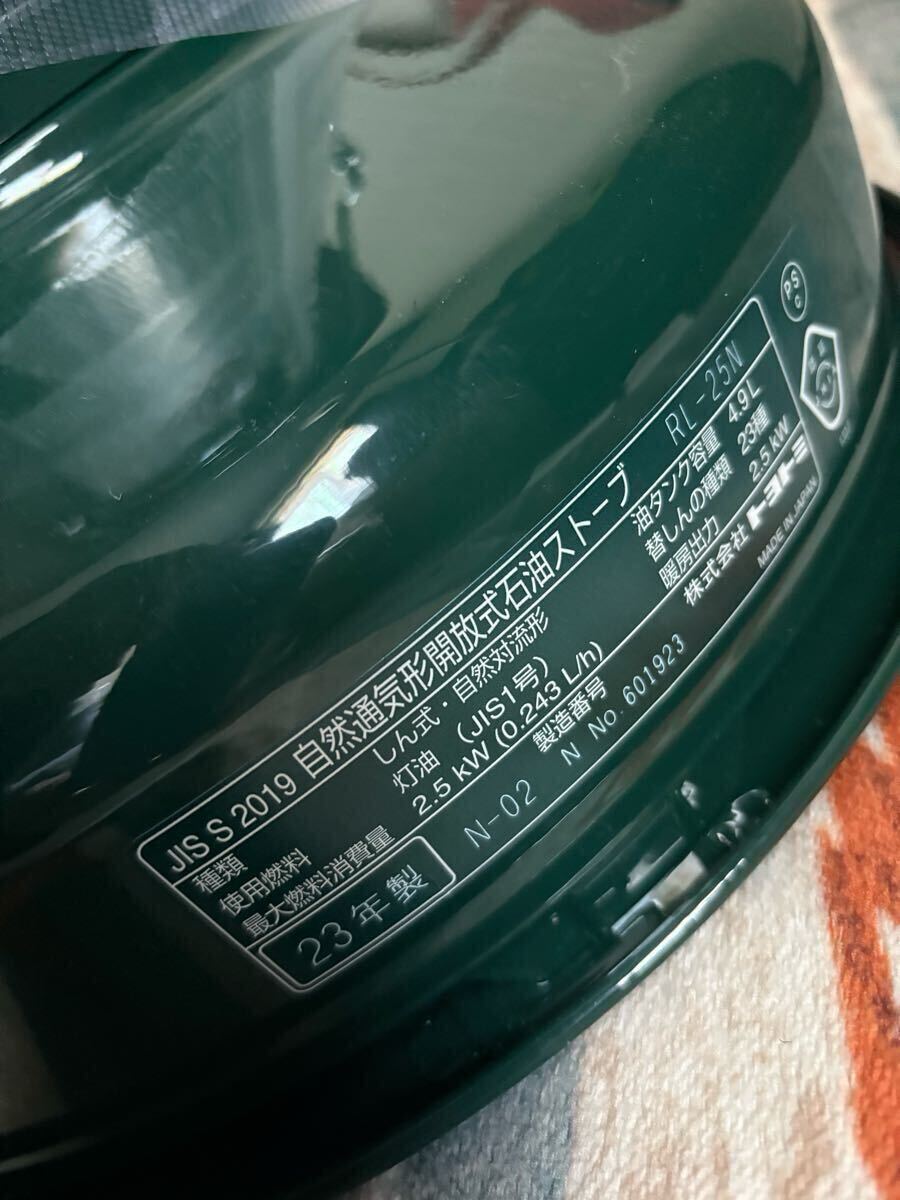 JIS S 2019 自然通気形開放式石油ストーブ RL-25N
種類 しん式・自然対流形 油タンク容量 4.9L
使用燃料 灯油 (JIS1号) 替しんの種類 23種
最大燃料消費量 2.5 kW (0.243 L/h) 暖房出力 2.5 kW
23年製 製造番号 株式会社 トヨトミ
N-02 N No. 601923 MADE IN JAPAN
PS
C